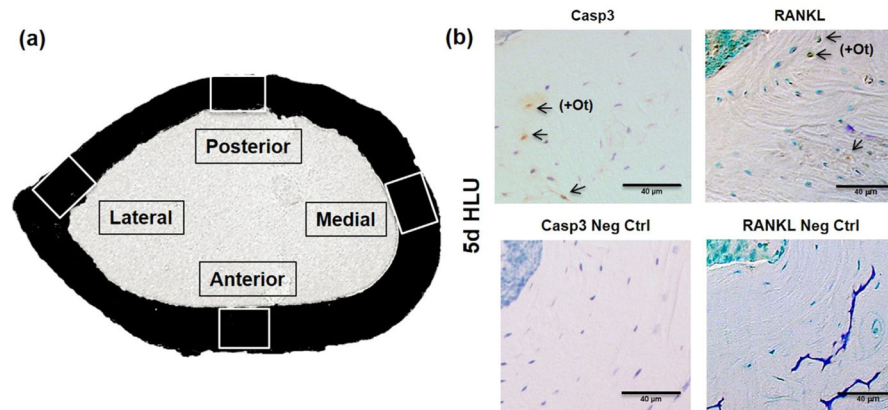 (a)
Posterior
Lateral
Medial
Anterior
(b)
Casp3
RANKL
(+Ot)
(+Ot)
40 µm
40 µm
5d HLU
Casp3 Neg Ctrl
RANKL Neg Ctrl
40 µm
40 µm